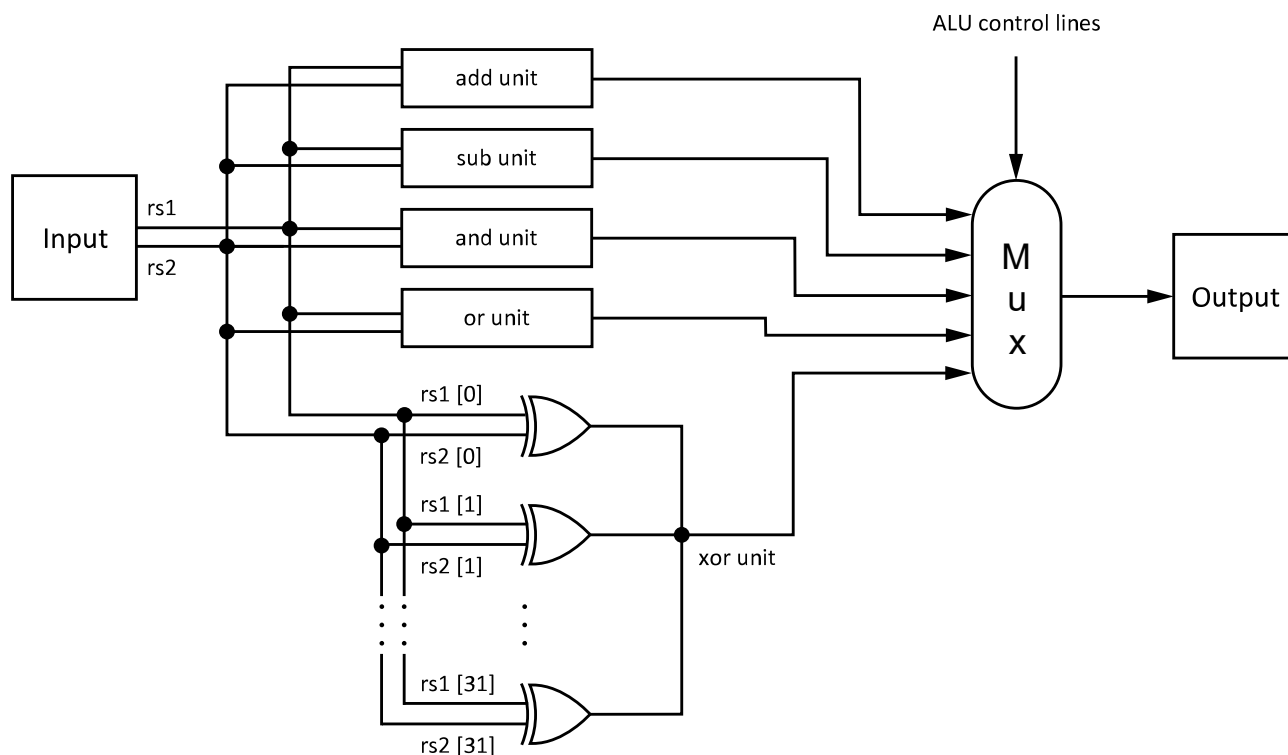 ALU control lines
add unit
sub unit
rs1
Input
and unit
rs2
M
u
x
Output
or unit
rs1 [0]
rs2 [0]
rs1 [1]
rs2 [1]
xor unit
rs1 [31]
rs2 [31]